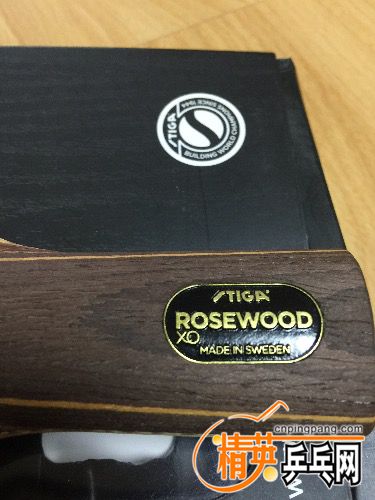 STIGA
BUILDING WORLD CHAMPIONS SINCE 1944
STIGA
ROSEWOOD
XO
MADE IN SWEDEN
cnpingpang.com
精英乒乓网
W